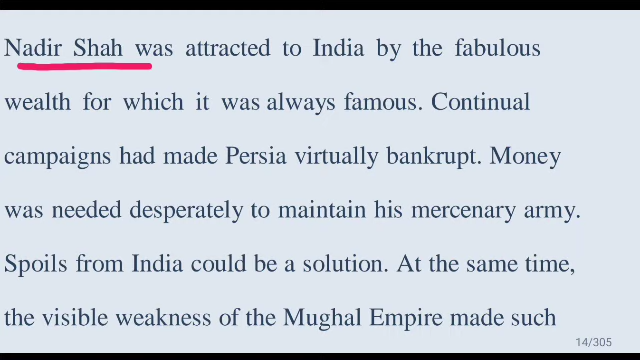 Nadir Shah was attracted to India by the fabulous
wealth for which it was always famous. Continual
campaigns had made Persia virtually bankrupt. Money
was needed desperately to maintain his mercenary army.
Spoils from India could be a solution. At the same time,
the visible weakness of the Mughal Empire made such
14/305